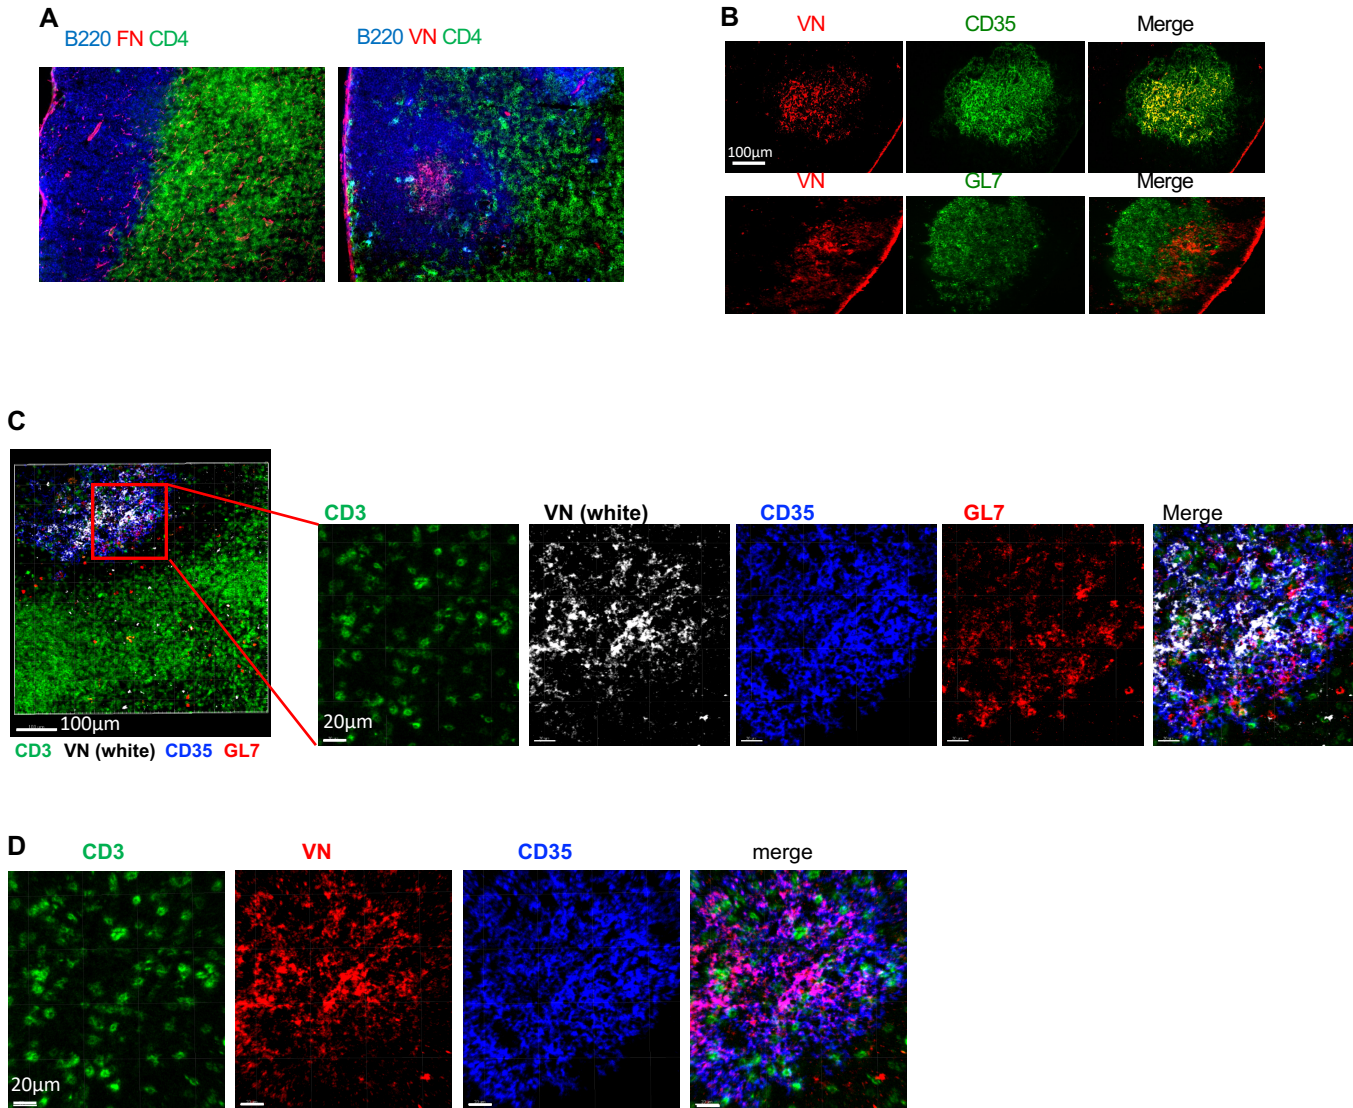 A
B220 FN CD4
B220 VN CD4
B
VN
CD35
Merge
100µm
VN
GL7
Merge
C
100µm
CD3 VN (white) CD35 GL7
CD3
VN (white)
CD35
GL7
Merge
20µm
D
CD3
VN
CD35
merge
20µm